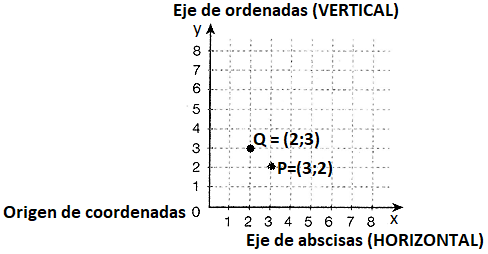 Eje de ordenadas (VERTICAL)
y
8
7
6
5
4
3
2
1
Q = (2;3)
P=(3;2)
Origen de coordenadas 0
1 2 3 4 5 6 7 8 x
Eje de abscisas (HORIZONTAL)